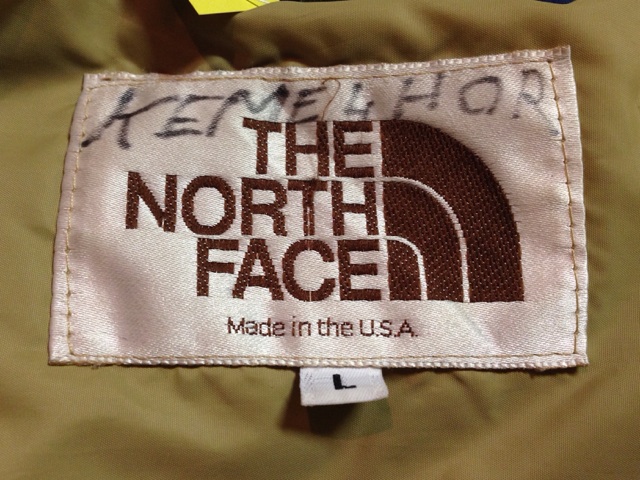 KEMELHOR
THE
NORTH
FACE
Made in the U.S.A.
L